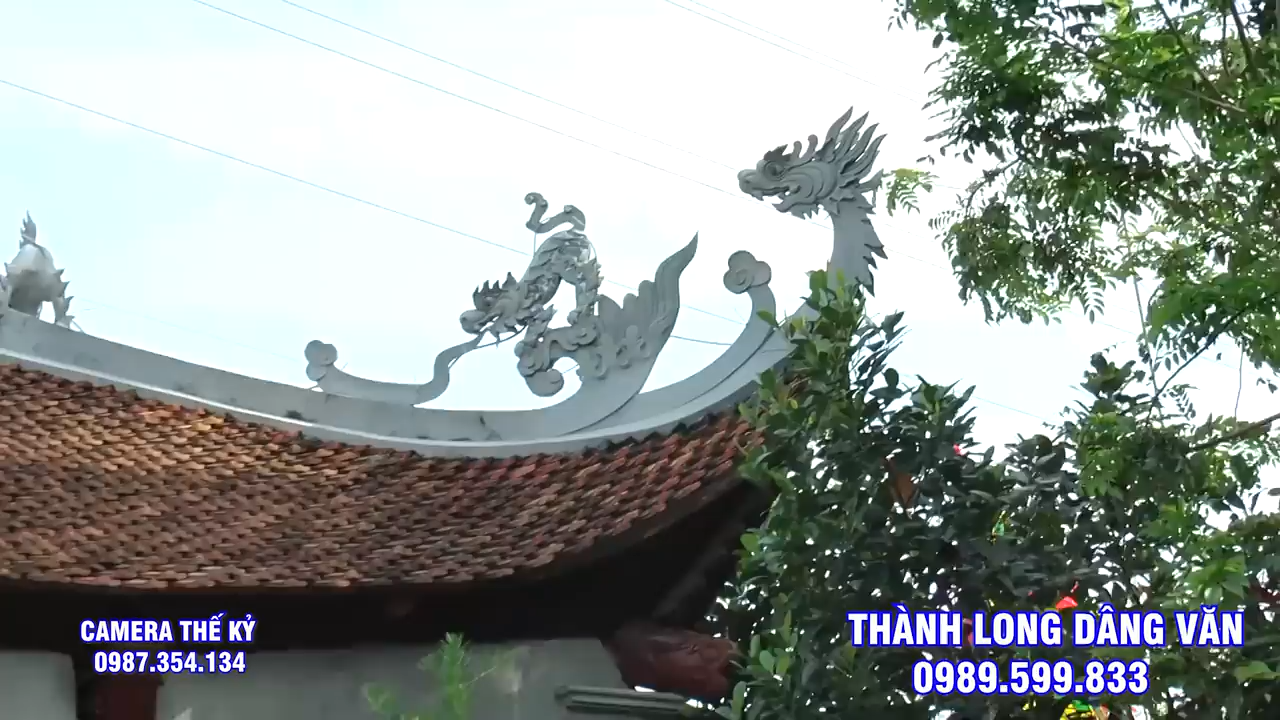 CAMERA THẾ KỶ
0987.354.134
THÀNH LONG DÂNG VĂN
0989.599.833